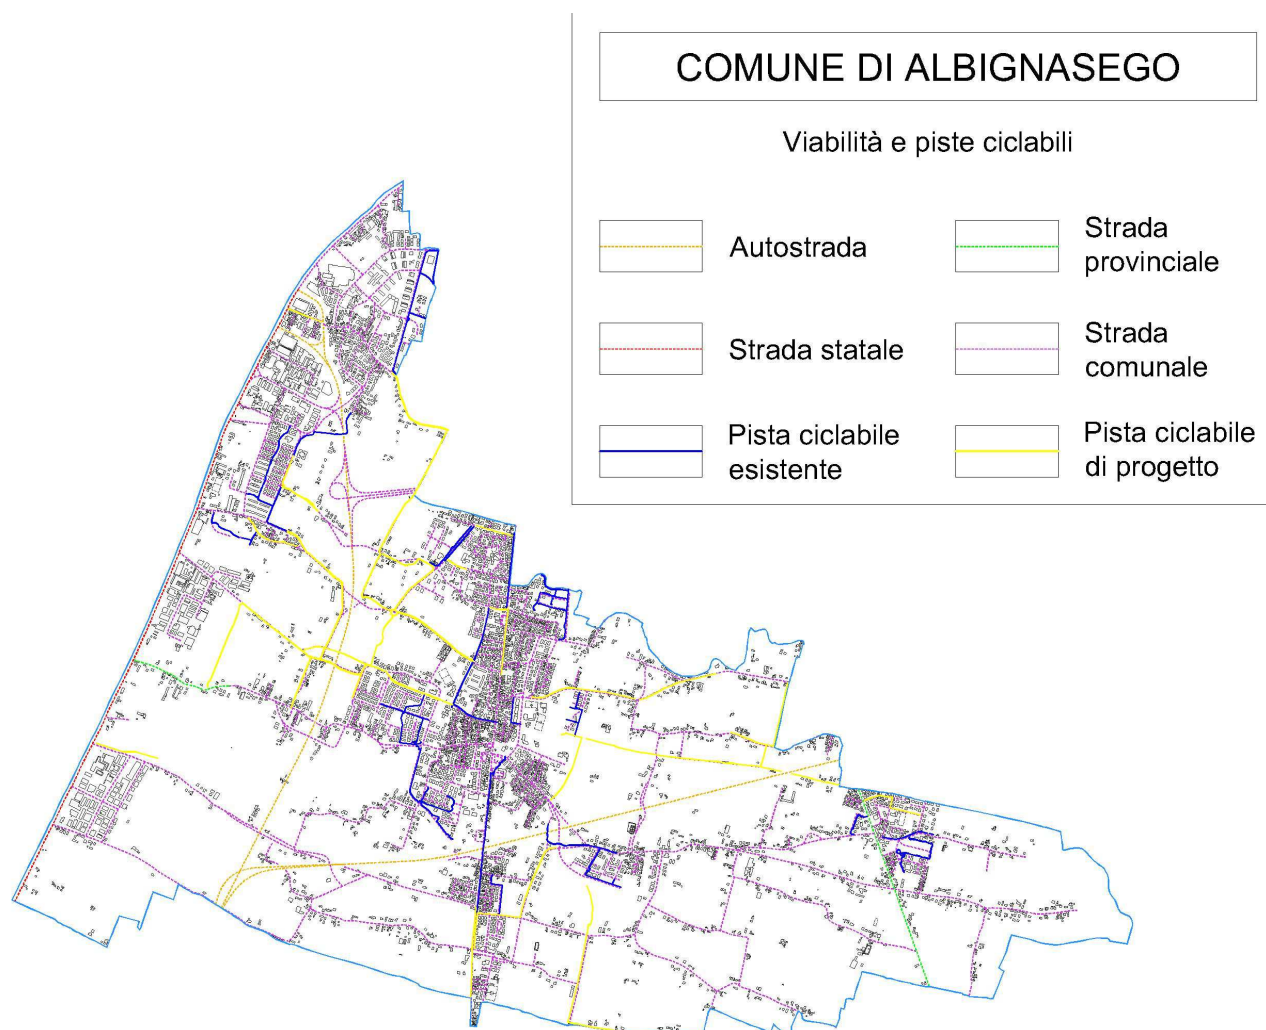 COMUNE DI ALBIGNASEGO
Viabilità e piste ciclabili
Autostrada
Strada
provinciale
Strada statale
Strada
comunale
Pista ciclabile
esistente
Pista ciclabile
di progetto